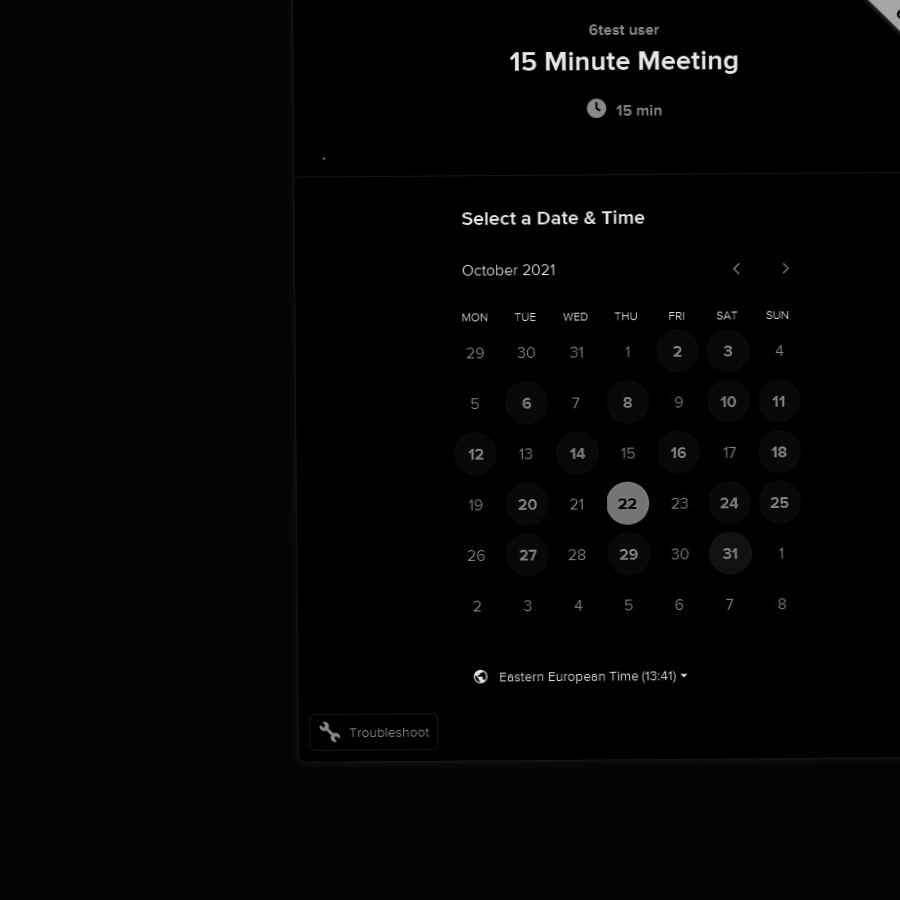 6test user
15 Minute Meeting
15 min
Select a Date & Time
October 2021
MON TUE WED THU FRI SAT SUN
29 30 31 1 2 3 4
5 6 7 8 9 10 11
12 13 14 15 16 17 18
19 20 21 22 23 24 25
26 27 28 29 30 31 1
2 3 4 5 6 7 8
Eastern European Time (13:41)
Troubleshoot